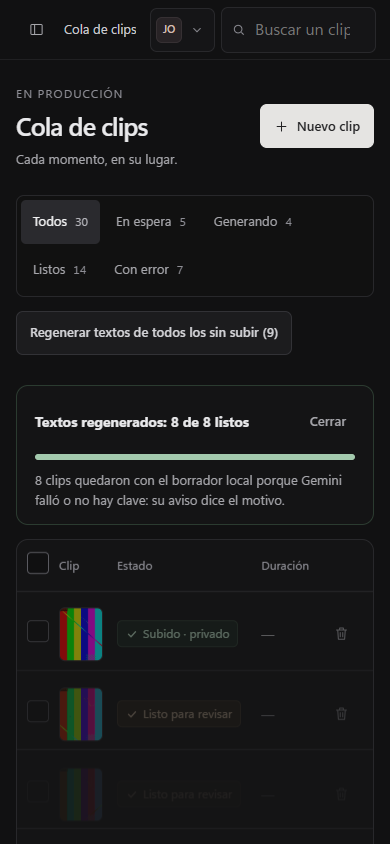 Cola de clips
JO
Buscar un clip
EN PRODUCCIÓN
Cola de clips
Nuevo clip
Cada momento, en su lugar.
Todos 30
En espera 5
Generando 4
Listos 14
Con error 7
Regenerar textos de todos los sin subir (9)
Textos regenerados: 8 de 8 listos
Cerrar
8 clips quedaron con el borrador local porque Gemini
falló o no hay clave: su aviso dice el motivo.
Clip
Estado
Duración
Subido · privado
—
Listo para revisar
—
Listo para revisar
—